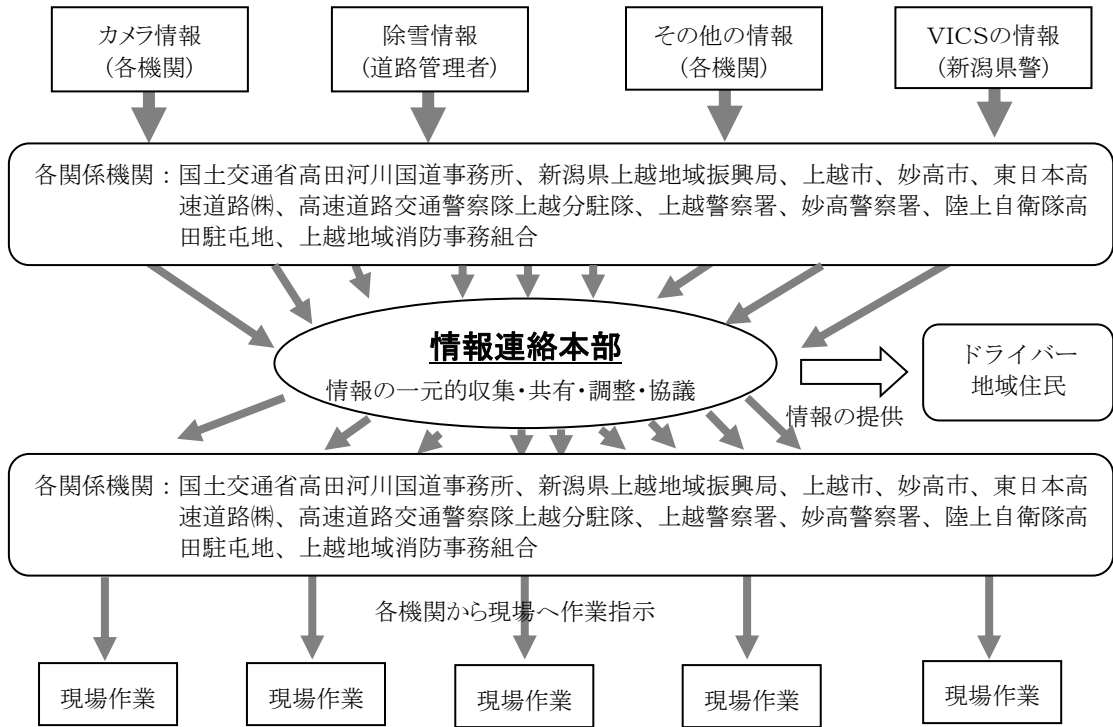 カメラ情報
(各機関)
除雪情報
(道路管理者)
その他の情報
(各機関)
VICSの情報
(新潟県警)
各関係機関：国土交通省高田河川国道事務所、新潟県上越地域振興局、上越市、妙高市、東日本高
速道路㈱、高速道路交通警察隊上越分駐隊、上越警察署、妙高警察署、陸上自衛隊高
田駐屯地、上越地域消防事務組合
情報連絡本部
情報の一元的収集・共有・調整・協議
ドライバー
地域住民
情報の提供
各関係機関：国土交通省高田河川国道事務所、新潟県上越地域振興局、上越市、妙高市、東日本高
速道路㈱、高速道路交通警察隊上越分駐隊、上越警察署、妙高警察署、陸上自衛隊高
田駐屯地、上越地域消防事務組合
各機関から現場へ作業指示
現場作業
現場作業
現場作業
現場作業
現場作業